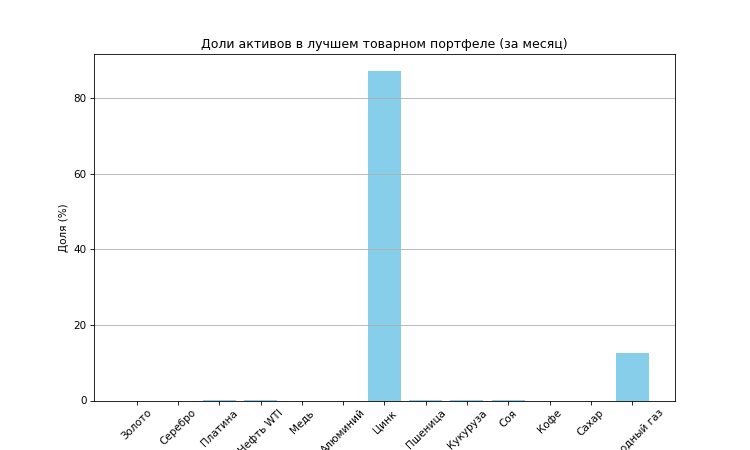 Доли активов в лучшем товарном портфеле (за месяц)
Доля (%)
80
60
40
20
0
Золото
Серебро
Платина
Нефть WTI
Медь
Алюминий
Цинк
Пшеница
Кукуруза
Соя
Кофе
Сахар
газ